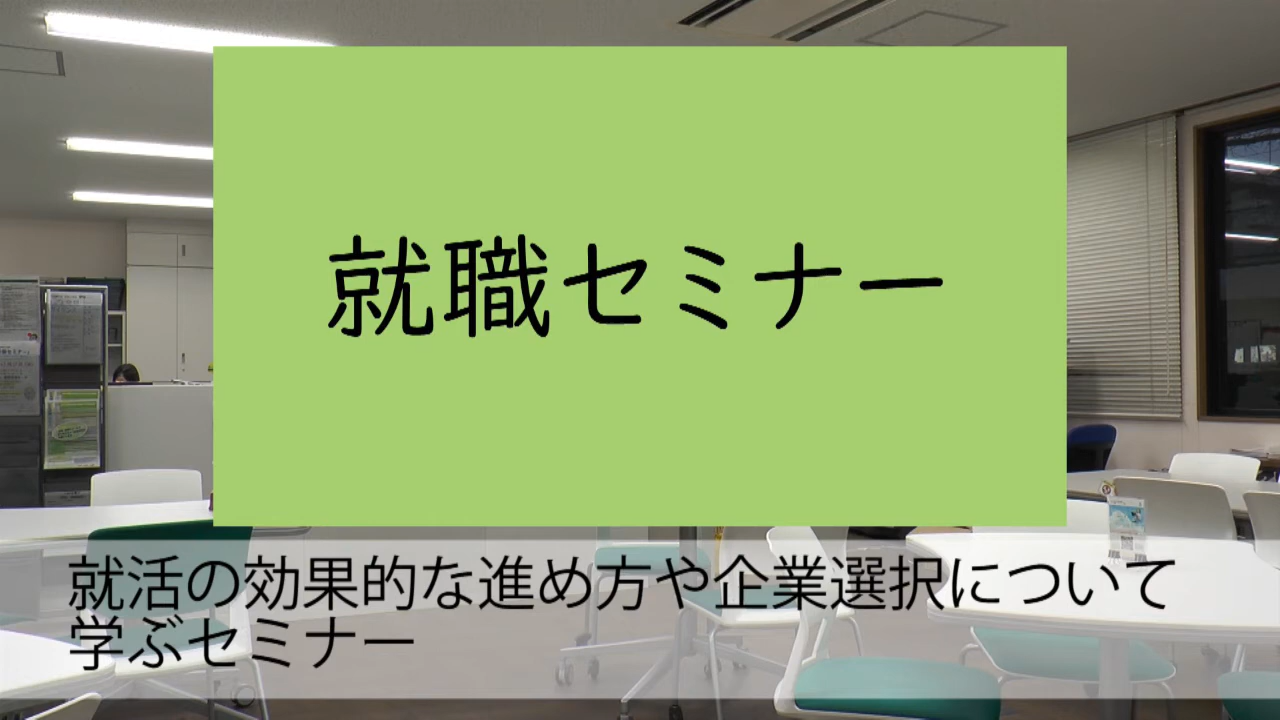 就職セミナー
就活の効果的な進め方や企業選択について
学ぶセミナー